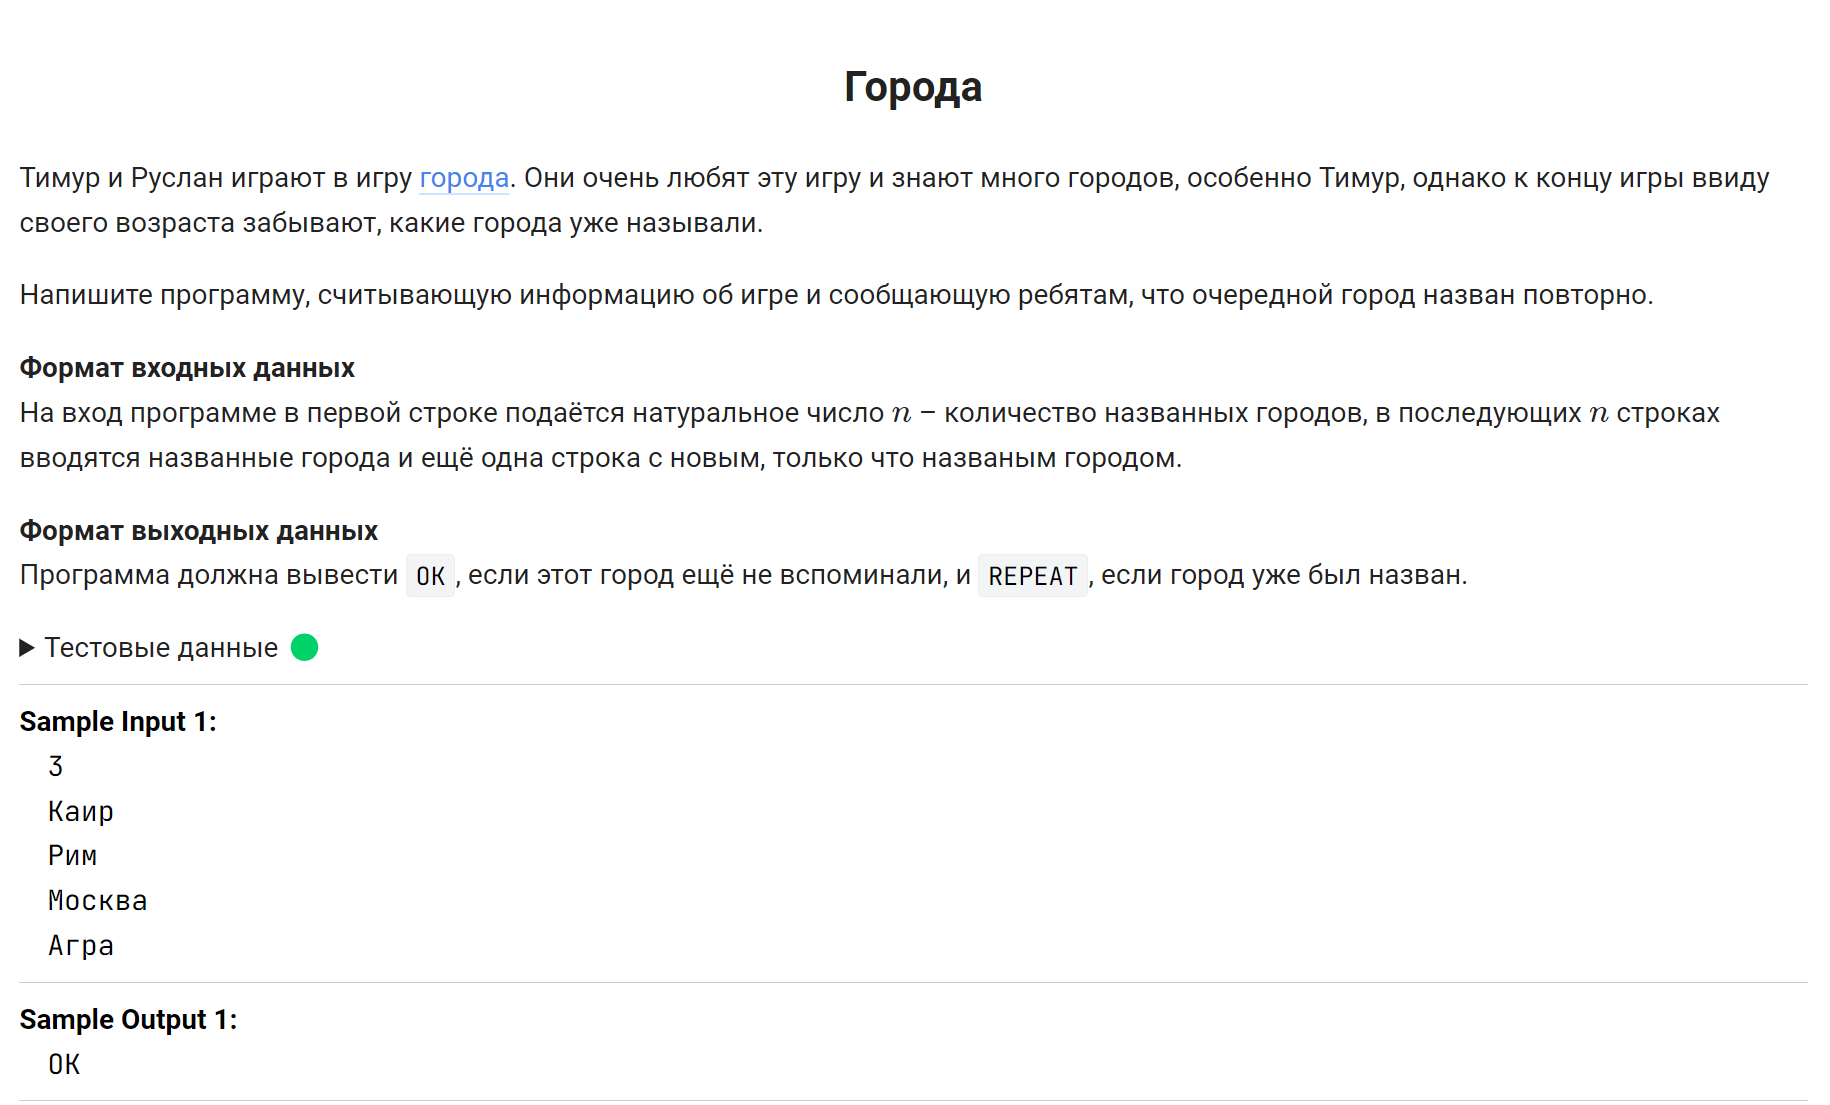 Города
Тимур и Руслан играют в игру города. Они очень любят эту игру и знают много городов, особенно Тимур, однако к концу игры ввиду
своего возраста забывают, какие города уже называли.
Напишите программу, считывающую информацию об игре и сообщающую ребятам, что очередной город назван повторно.
Формат входных данных
На вход программе в первой строке подаётся натуральное число n – количество названных городов, в последующих n строках
вводятся названные города и ещё одна строка с новым, только что названым городом.
Формат выходных данных
Программа должна вывести OK, если этот город ещё не вспоминали, и REPEAT, если город уже был назван.
Тестовые данные
Sample Input 1:
3
Каир
Рим
Москва
Агра
Sample Output 1:
OK